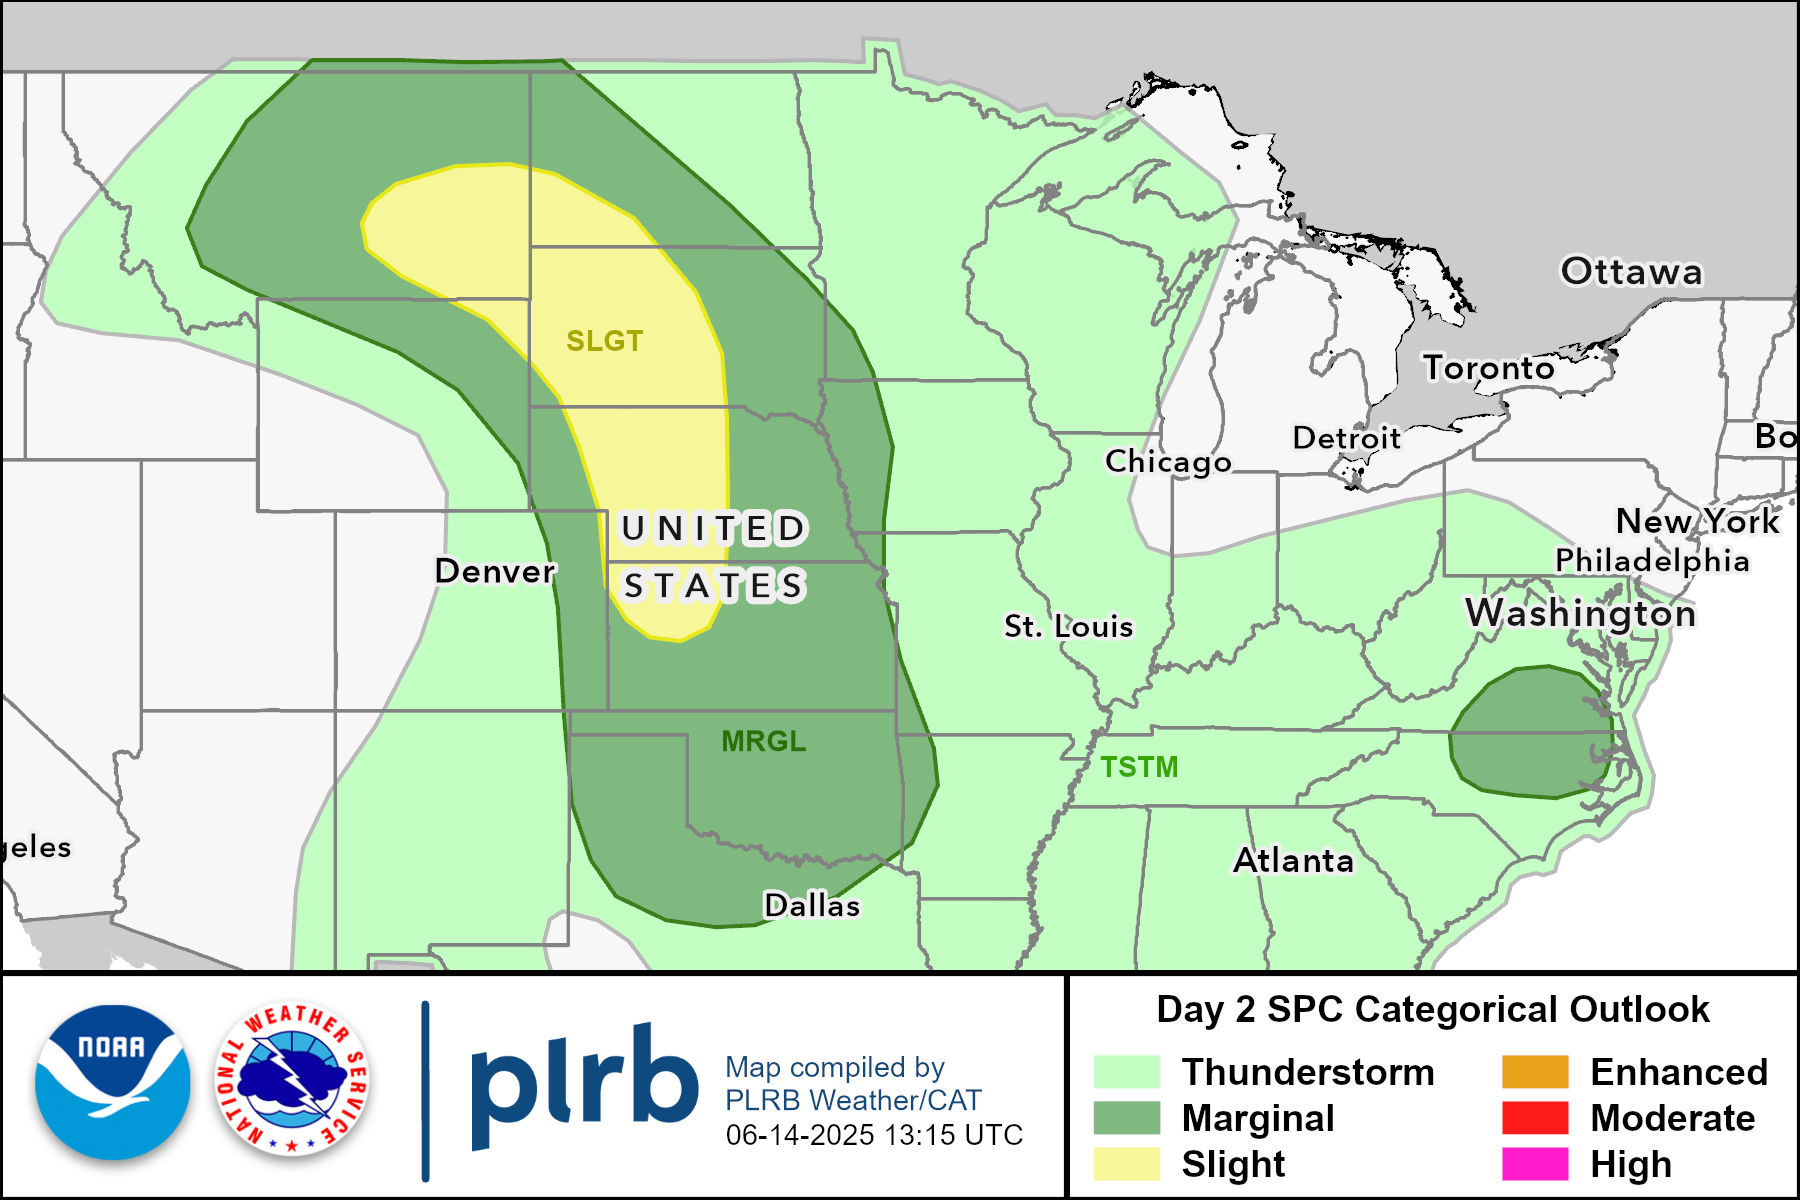 Ottawa
SLGT
Toronto
Detroit
Bo
Chicago
New York
UNITED
Philadelphia
Denver
STATES
Washington
St. Louis
MRGL
TSTM
geles
Atlanta
Dallas
NOAA
NATIONAL WEATHER SERVICE
plrb
Map compiled by
PLRB Weather/CAT
06-14-2025 13:15 UTC
Day 2 SPC Categorical Outlook
Thunderstorm
Marginal
Slight
Enhanced
Moderate
High